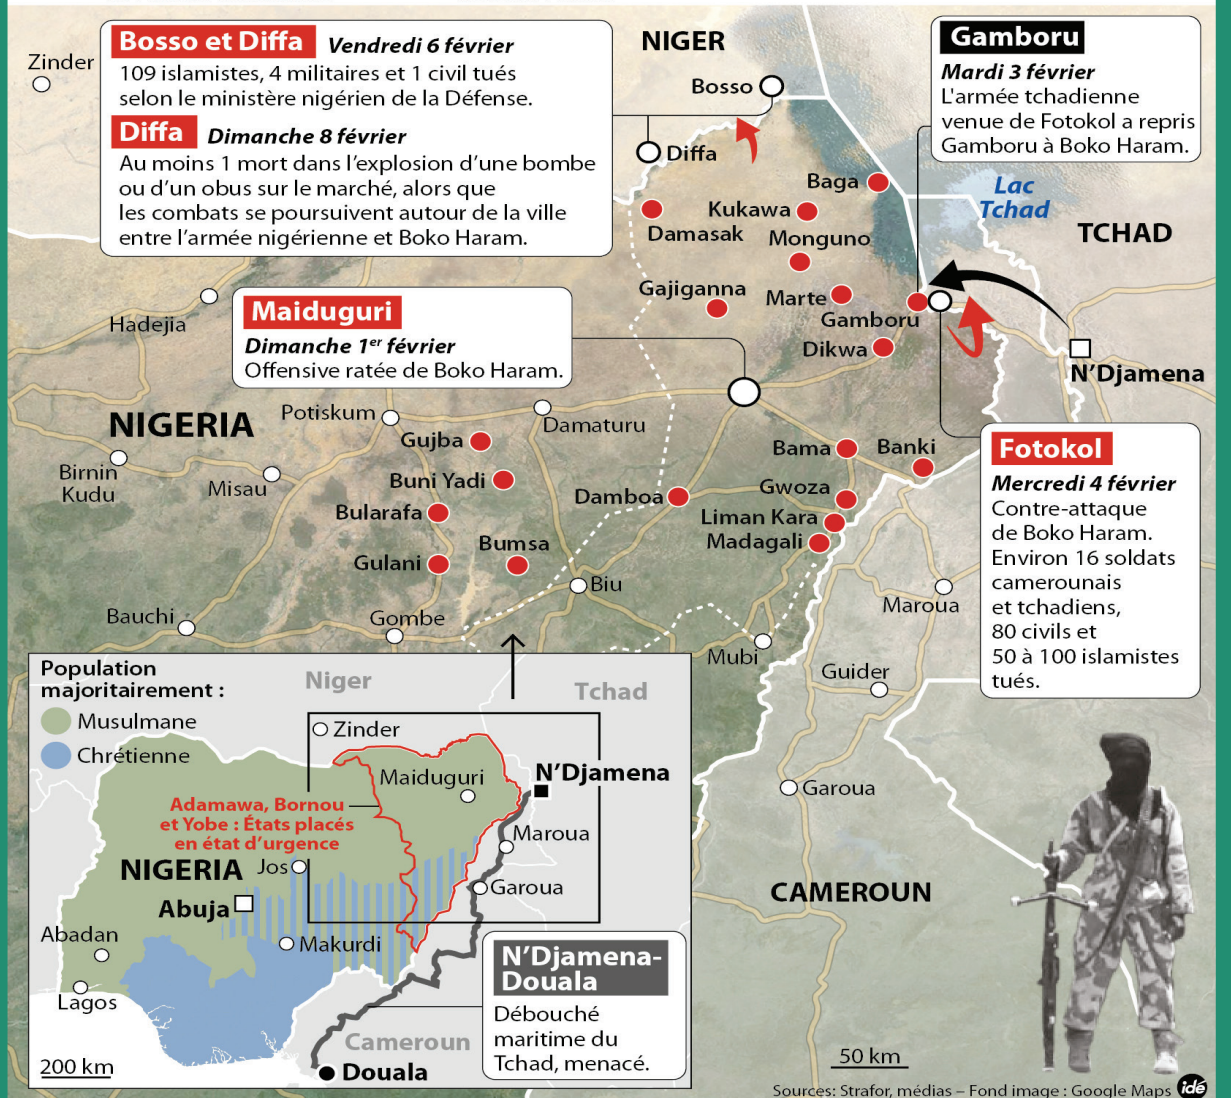 Bosso et Diffa Vendredi 6 février
109 islamistes, 4 militaires et 1 civil tués
selon le ministère nigérien de la Défense.
Diffa Dimanche 8 février
Au moins 1 mort dans l’explosion d’une bombe
ou d’un obus sur le marché, alors que
les combats se poursuivent autour de la ville
entre l’armée nigérienne et Boko Haram.
Zinder
NIGER
Bosso
Diffa
Gamboru
Mardi 3 février
L'armée tchadienne
venue de Fotokol a repris
Gamboru à Boko Haram.
Lac
Tchad
TCHAD
Baga
Kukawa
Damasak
Monguno
Gajiganna
Marte
Gamboru
Dikwa
N’Djamena
Hadejia
Maiduguri
Dimanche 1er février
Offensive ratée de Boko Haram.
NIGERIA
Potiskum
Damaturu
Gujba
Bama
Banki
Birnin
Kudu
Misau
Buni Yadi
Damboa
Gwoza
Bularafa
Liman Kara
Madagali
Bumsa
Gulani
Biu
Bauchi
Gombe
Mubi
Maroua
Guider
Garoua
CAMEROUN
Fotokol
Mercredi 4 février
Contre-attaque
de Boko Haram.
Environ 16 soldats
camerounais
et tchadiens,
80 civils et
50 à 100 islamistes
tués.
Population
majoritairement :
Musulmane
Chrétienne
Niger
Tchad
Zinder
Maiduguri
N’Djamena
Adamawa, Bornou
et Yobe : États placés
en état d’urgence
Maroua
NIGERIA
Jos
Garoua
Abuja
Abadan
Makurdi
Lagos
N’Djamena-
Douala
Débouché
maritime du
Tchad, menacé.
Cameroun
200 km
Douala
50 km
Sources: Strafor, médias – Fond image : Google Maps
idé